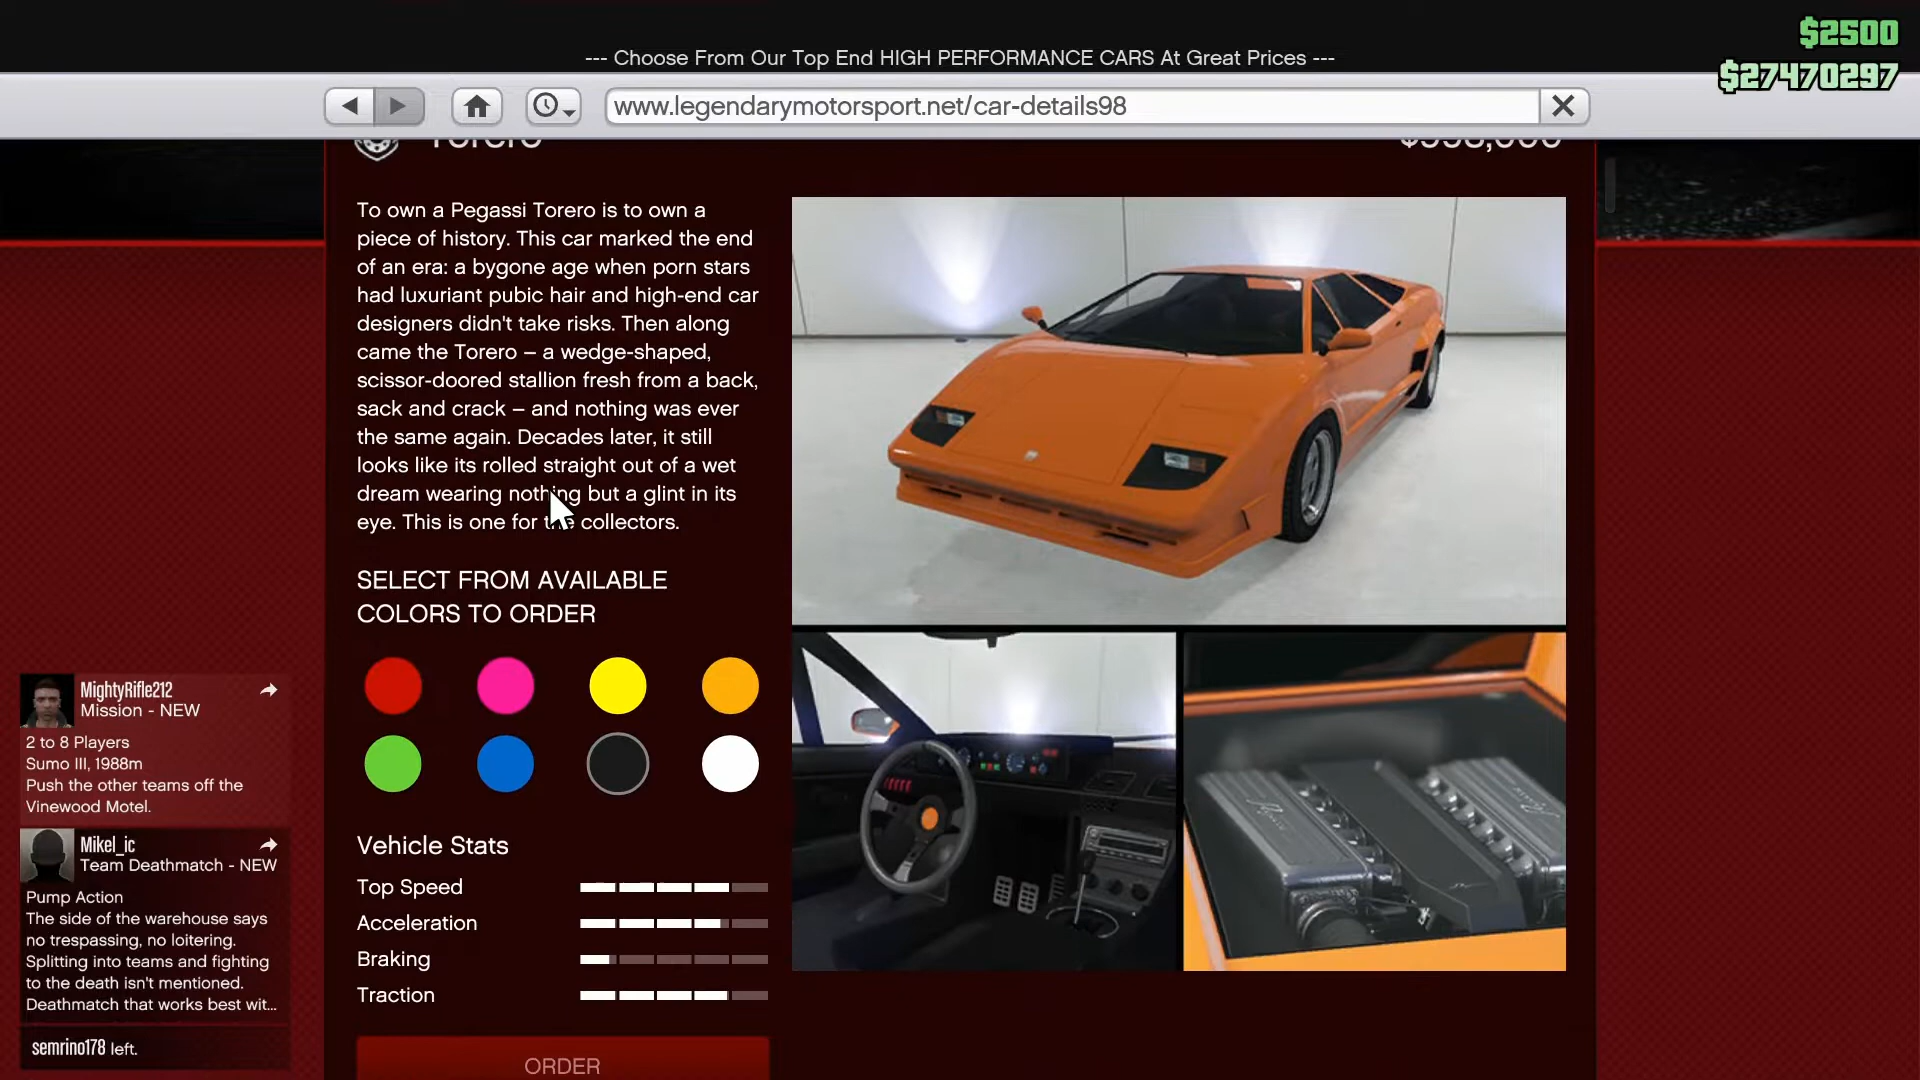 $2500
--- Choose From Our Top End HIGH PERFORMANCE CARS At Great Prices ---
$27470297
www.legendarymotorsport.net/car-details98
Torero
To own a Pegassi Torero is to own a
piece of history. This car marked the end
of an era: a bygone age when porn stars
had luxuriant pubic hair and high-end car
designers didn't take risks. Then along
came the Torero – a wedge-shaped,
scissor-doored stallion fresh from a back,
sack and crack – and nothing was ever
the same again. Decades later, it still
looks like its rolled straight out of a wet
dream wearing nothing but a glint in its
eye. This is one for the collectors.
SELECT FROM AVAILABLE
COLORS TO ORDER
Vehicle Stats
Top Speed
Acceleration
Braking
Traction
ORDER
MightyRifle212
Mission - NEW
2 to 8 Players
Sumo III, 1988m
Push the other teams off the
Vinewood Motel.
Mikel_ic
Team Deathmatch - NEW
Pump Action
The side of the warehouse says
no trespassing, no loitering.
Splitting into teams and fighting
to the death isn't mentioned.
Deathmatch that works best wit...
semrino178 left.